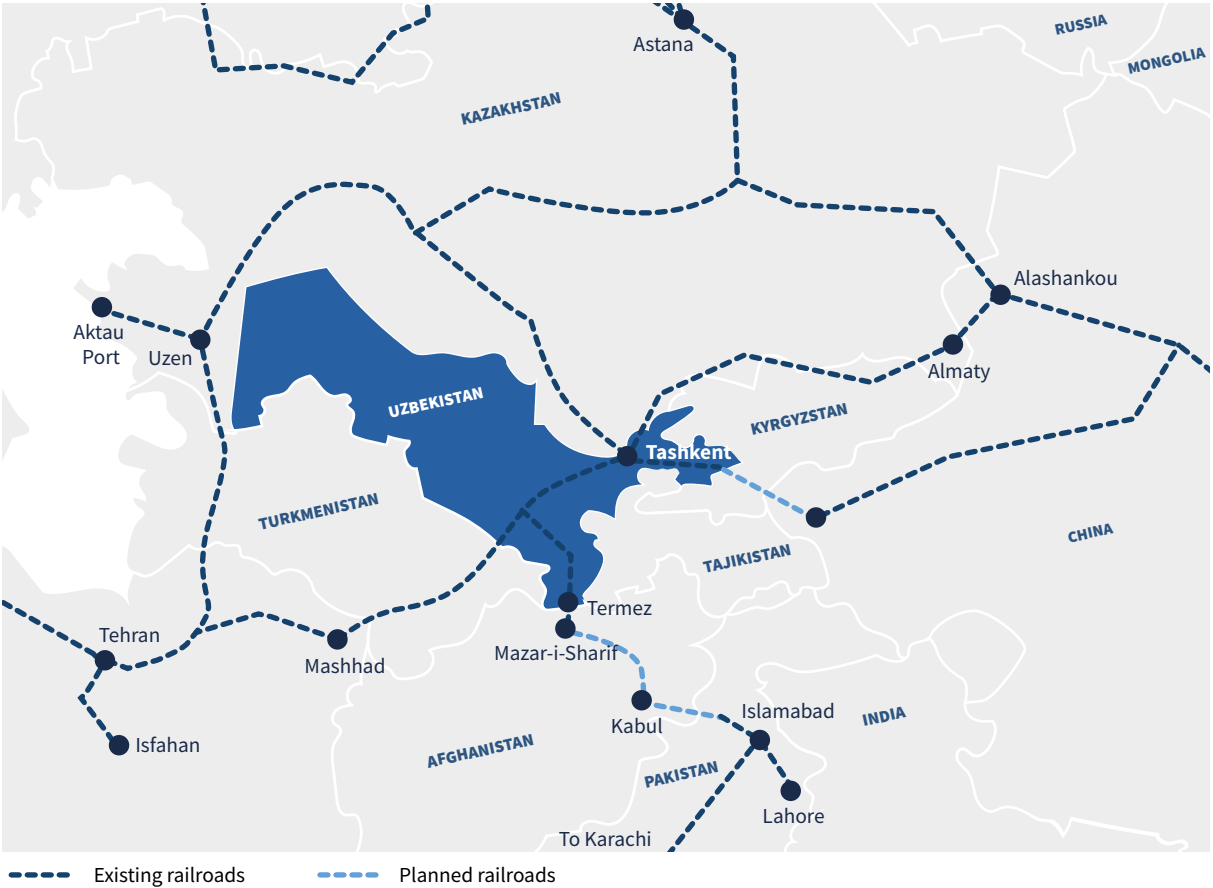 RUSSIA
Astana
MONGOLIA
KAZAKHSTAN
Alashankou
Aktau
Port
Uzen
Almaty
UZBEKISTAN
KYRGYZSTAN
Tashkent
TURKMENISTAN
CHINA
TAJIKISTAN
Termez
Tehran
Mazar-i-Sharif
Mashhad
Islamabad
INDIA
Kabul
Isfahan
AFGHANISTAN
PAKISTAN
Lahore
To Karachi
Existing railroads
Planned railroads